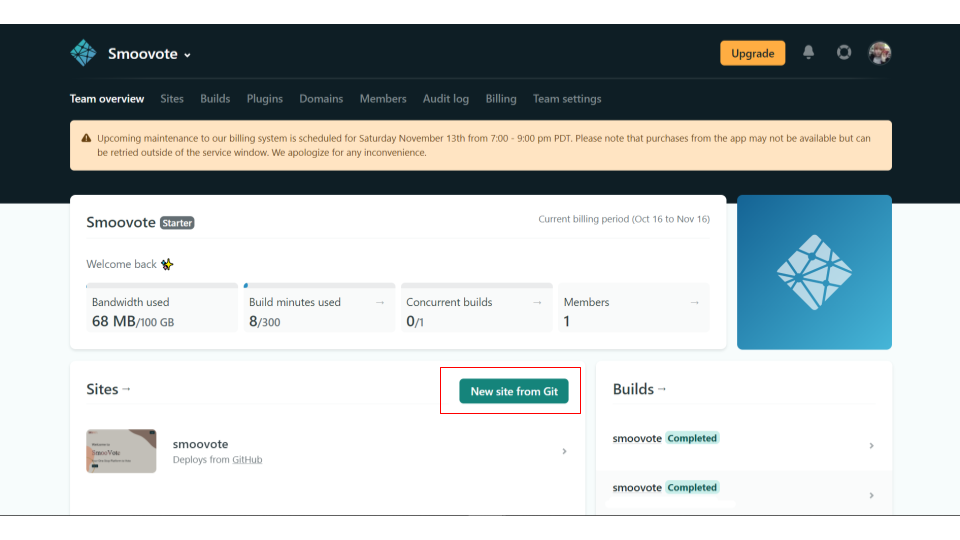 Smoovote
Upgrade
Team overview Sites Builds Plugins Domains Members Audit log Billing Team settings
Upcoming maintenance to our billing system is scheduled for Saturday November 13th from 7:00 - 9:00 pm PDT. Please note that purchases from the app may not be available but can
be retried outside of the service window. We apologize for any inconvenience.
Smoovote Starter
Current billing period (Oct 16 to Nov 16)
Welcome back
Bandwidth used
68 MB/100 GB
Build minutes used →
8/300
Concurrent builds →
0/1
Members →
1
Sites →
New site from Git
smoovote
Deploys from GitHub
Builds →
smoovote Completed
smoovote Completed